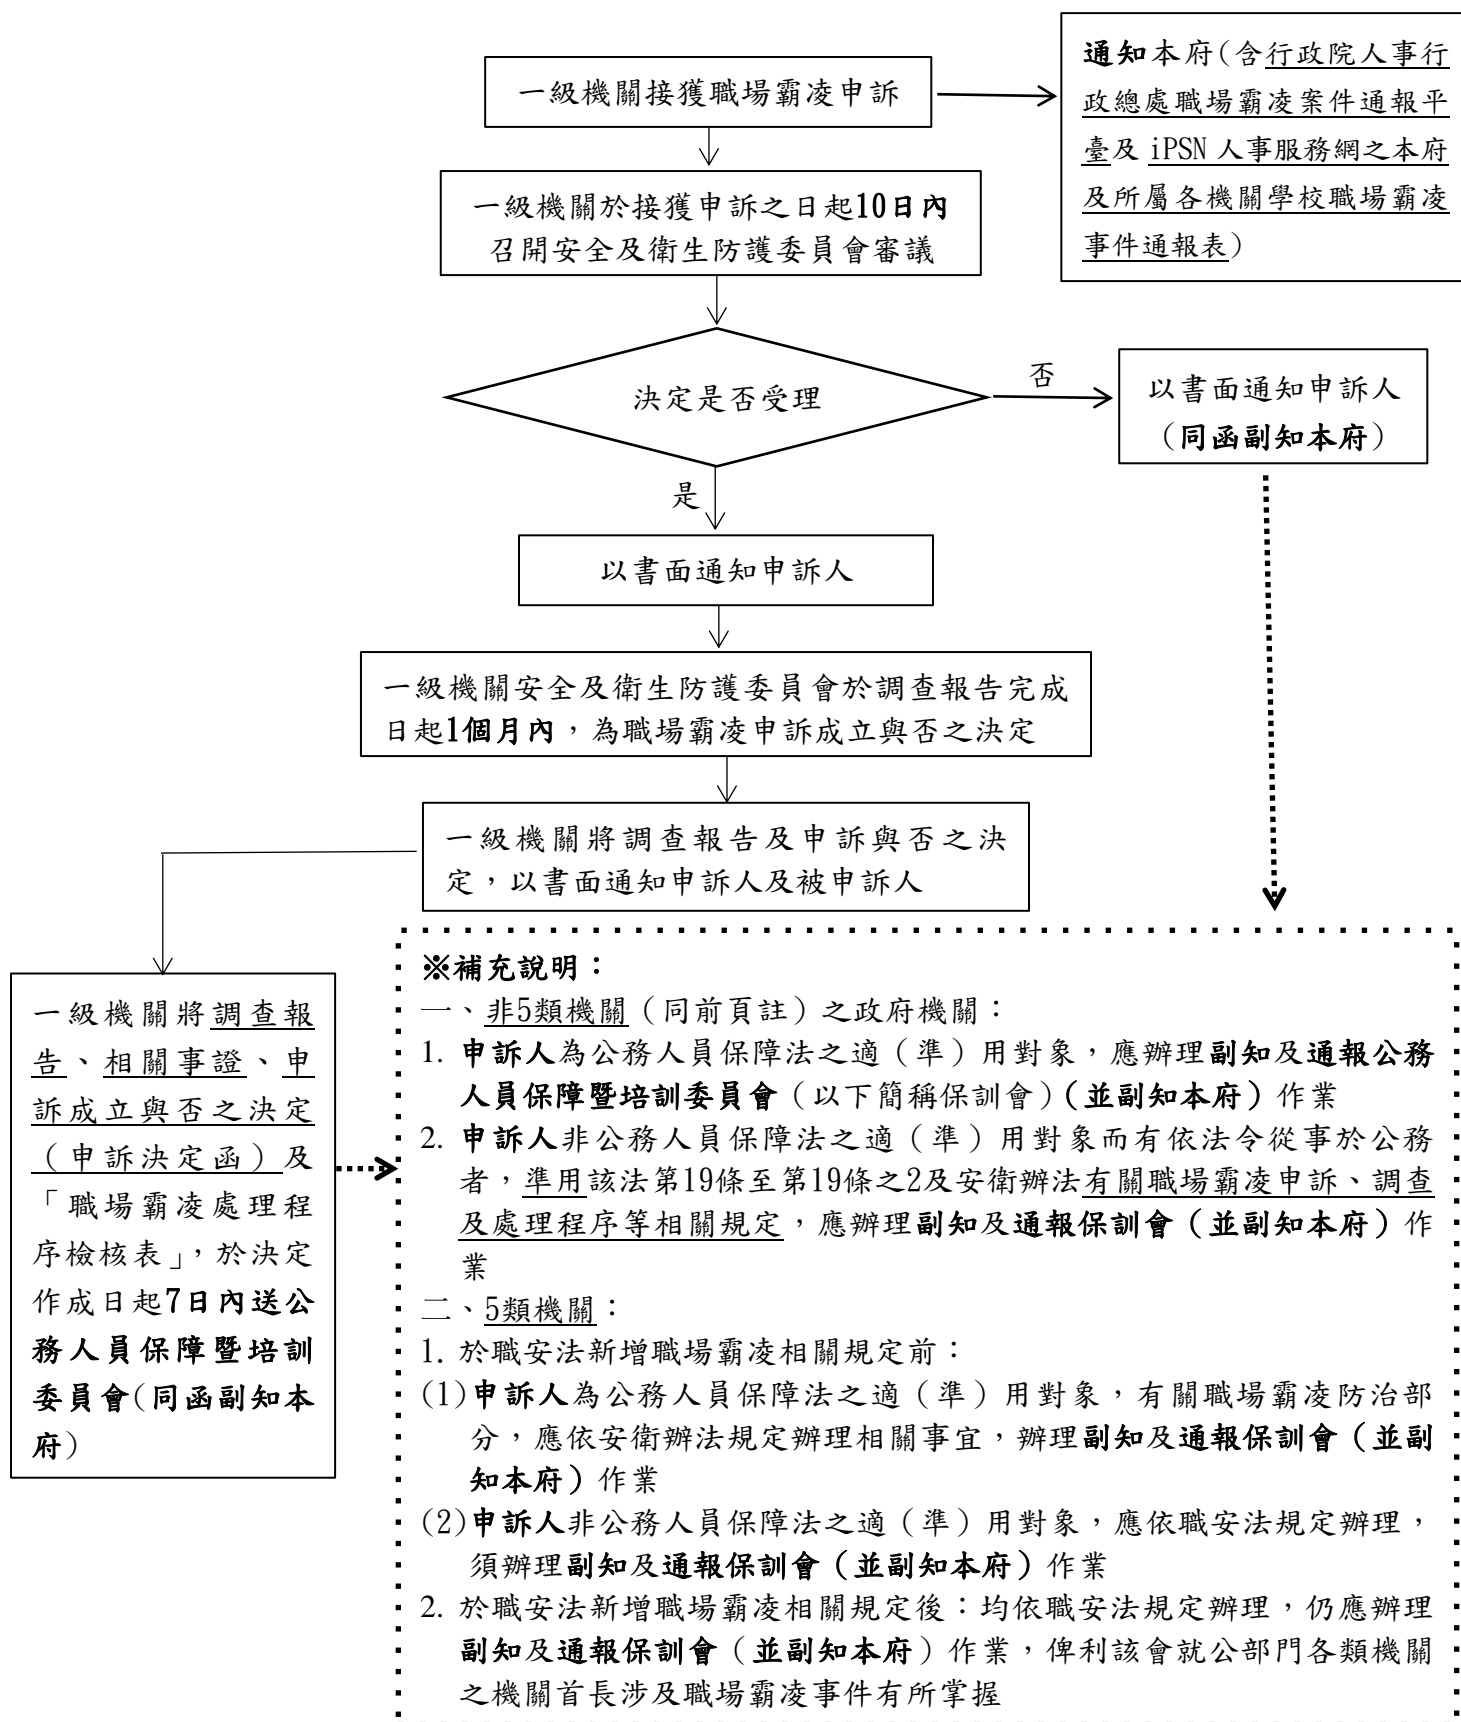 一級機關接獲職場霸凌申訴
通知本府(含行政院人事行
政總處職場霸凌案件通報平
臺及 iPSN 人事服務網之本府
及所屬各機關學校職場霸凌
事件通報表)
一級機關於接獲申訴之日起10日內
召開安全及衛生防護委員會審議
決定是否受理
否
以書面通知申訴人
（同函副知本府）
是
以書面通知申訴人
一級機關安全及衛生防護委員會於調查報告完成
日起1個月內，為職場霸凌申訴成立與否之決定
一級機關將調查報告及申訴與否之決
定，以書面通知申訴人及被申訴人
一級機關將調查報
告、相關事證、申
訴成立與否之決定
（申訴決定函）及
「職場霸凌處理程
序檢核表」，於決定
作成日起7日內送公
務人員保障暨培訓
委員會(同函副知本
府)
※補充說明：
一、非5類機關（同前頁註）之政府機關：
1. 申訴人為公務人員保障法之適（準）用對象，應辦理副知及通報公務
人員保障暨培訓委員會（以下簡稱保訓會）(並副知本府）作業
2. 申訴人非公務人員保障法之適（準）用對象而有依法令從事於公務
者，準用該法第19條至第19條之2及安衛辦法有關職場霸凌申訴、調查
及處理程序等相關規定，應辦理副知及通報保訓會（並副知本府）作
業
二、5類機關：
1. 於職安法新增職場霸凌相關規定前：
(1)申訴人為公務人員保障法之適（準）用對象，有關職場霸凌防治部
分，應依安衛辦法規定辦理相關事宜，辦理副知及通報保訓會（並副
知本府）作業
(2)申訴人非公務人員保障法之適（準）用對象，應依職安法規定辦理，
須辦理副知及通報保訓會（並副知本府）作業
2. 於職安法新增職場霸凌相關規定後：均依職安法規定辦理，仍應辦理
副知及通報保訓會（並副知本府）作業，俾利該會就公部門各類機關
之機關首長涉及職場霸凌事件有所掌握